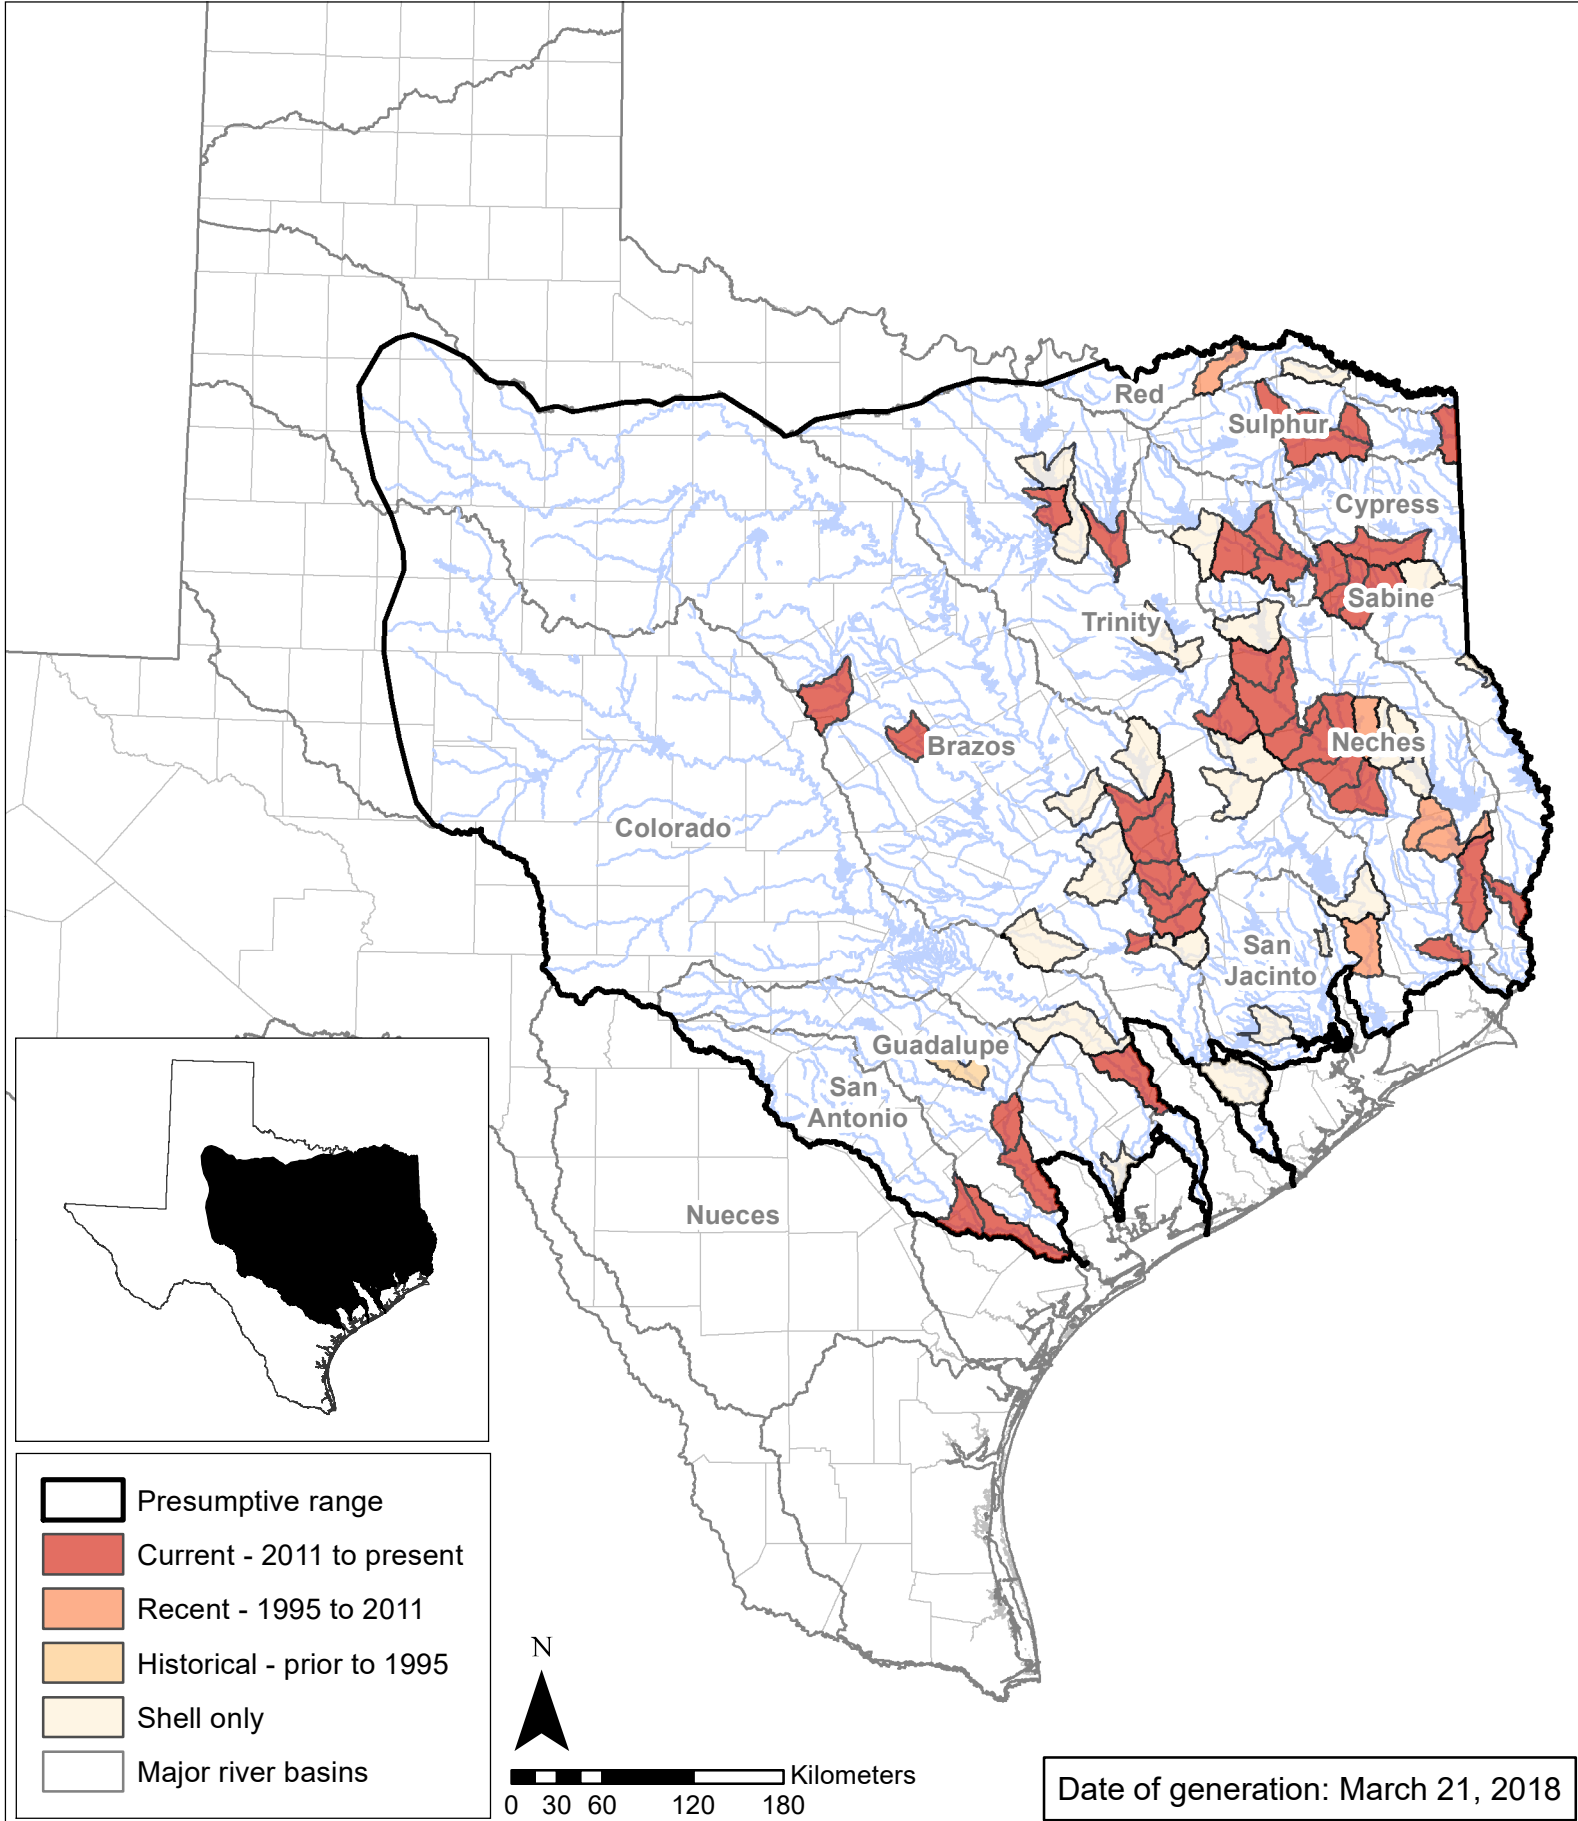 Red
Sulphur
Cypress
Sabine
Trinity
Neches
Brazos
Colorado
San
Jacinto
Guadalupe
San
Antonio
Nueces
Presumptive range
Current - 2011 to present
Recent - 1995 to 2011
Historical - prior to 1995
Shell only
Major river basins
N
Kilometers
0 30 60 120 180
Date of generation: March 21, 2018